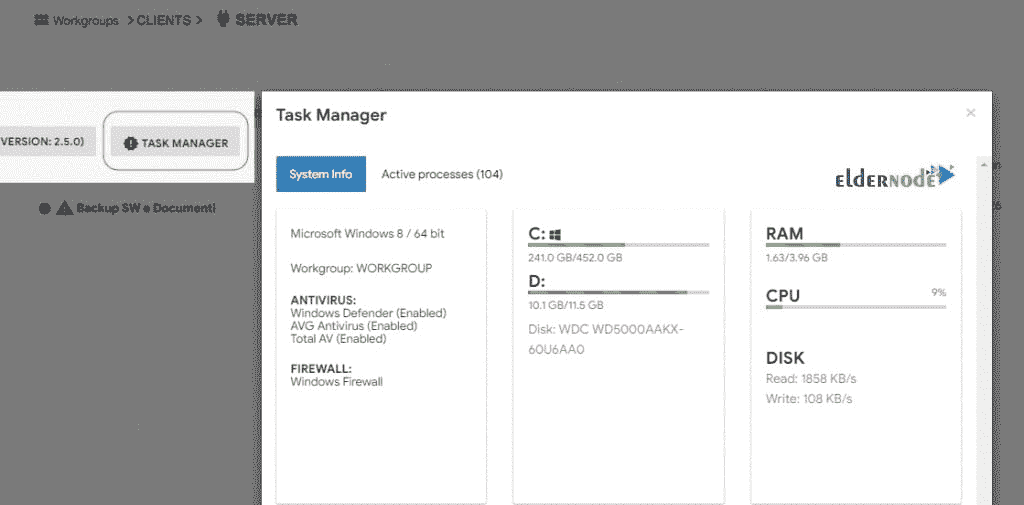 Workgroups > CLIENTS > SERVER
VERSION: 2.5.0)
TASK MANAGER
Backup SW e Documenti
Task Manager
×
System Info
Active processes (104)
ELDERNODE
Microsoft Windows 8 / 64 bit
Workgroup: WORKGROUP
ANTIVIRUS:
Windows Defender (Enabled)
AVG Antivirus (Enabled)
Total AV (Enabled)
FIREWALL:
Windows Firewall
C:
241.0 GB/452.0 GB
D:
10.1 GB/11.5 GB
Disk: WDC WD5000AAKX-
60U6AA0
RAM
1.63/3.96 GB
CPU
9%
DISK
Read: 1858 KB/s
Write: 108 KB/s